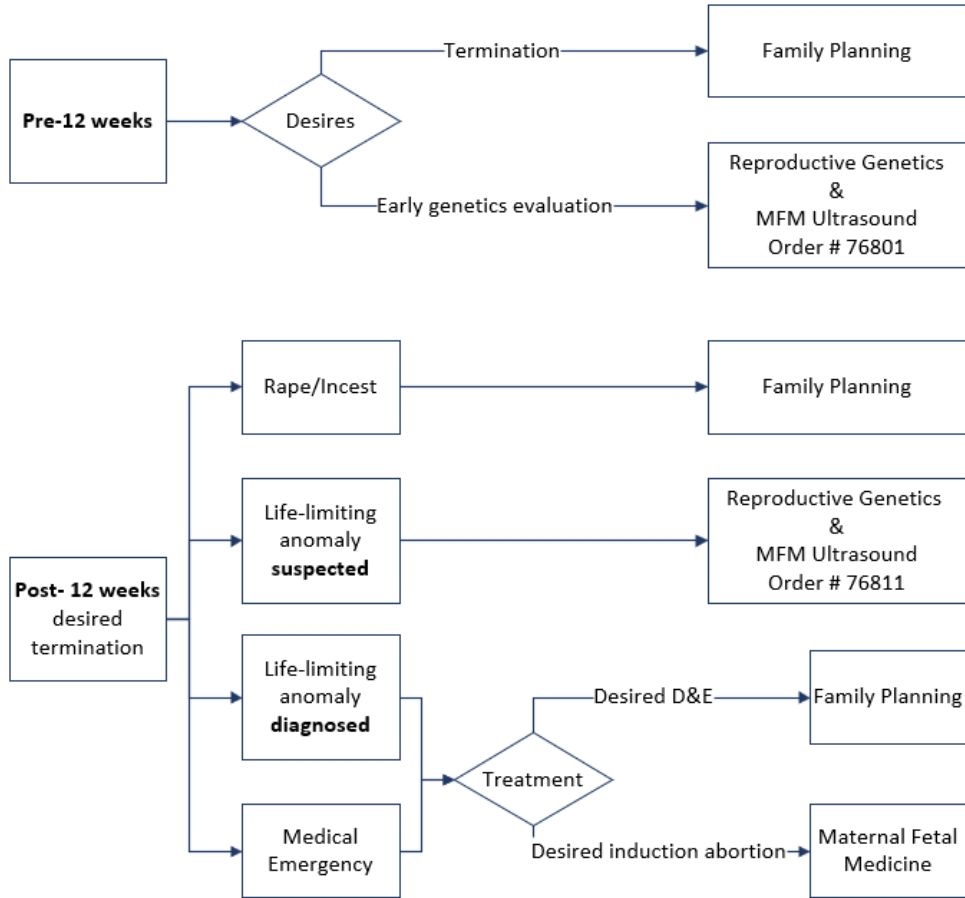 Termination
Family Planning
Pre-12 weeks
Desires
Early genetics evaluation
Reproductive Genetics
&
MFM Ultrasound
Order # 76801
Rape/Incest
Family Planning
Life-limiting
anomaly
suspected
Reproductive Genetics
&
MFM Ultrasound
Order # 76811
Post- 12 weeks
desired
termination
Life-limiting
anomaly
diagnosed
Desired D&E
Family Planning
Treatment
Medical
Emergency
Desired induction abortion
Maternal Fetal
Medicine